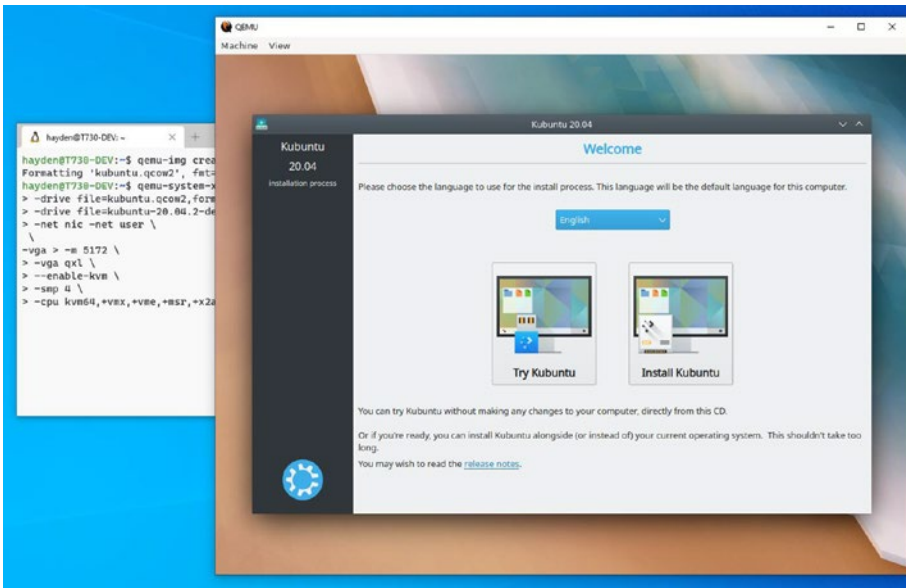 QEMU
Machine View
hayden@T730-DEV: ~
hayden@T730-DEV:~$ qemu-img crea
Formatting 'kubuntu.qcow2', fmt=
hayden@T730-DEV:~$ qemu-system-x
> -drive file=kubuntu.qcow2,form
> -drive file=kubuntu-20.04.2-de
> -net nic -net user \
\
-vga > -m 5172 \
> -vga qxl \
> --enable-kvm \
> -smp 4 \
> -cpu kvm64,+vmx,+vme,+msr,+x2a
Kubuntu 20.04
Kubuntu
20.04
Installation process
Welcome
Please choose the language to use for the install process. This language will be the default language for this computer.
English
Try Kubuntu
Install Kubuntu
You can try Kubuntu without making any changes to your computer, directly from this CD.
Or if you're ready, you can install Kubuntu alongside (or instead of) your current operating system. This shouldn't take too
long.
You may wish to read the release notes.